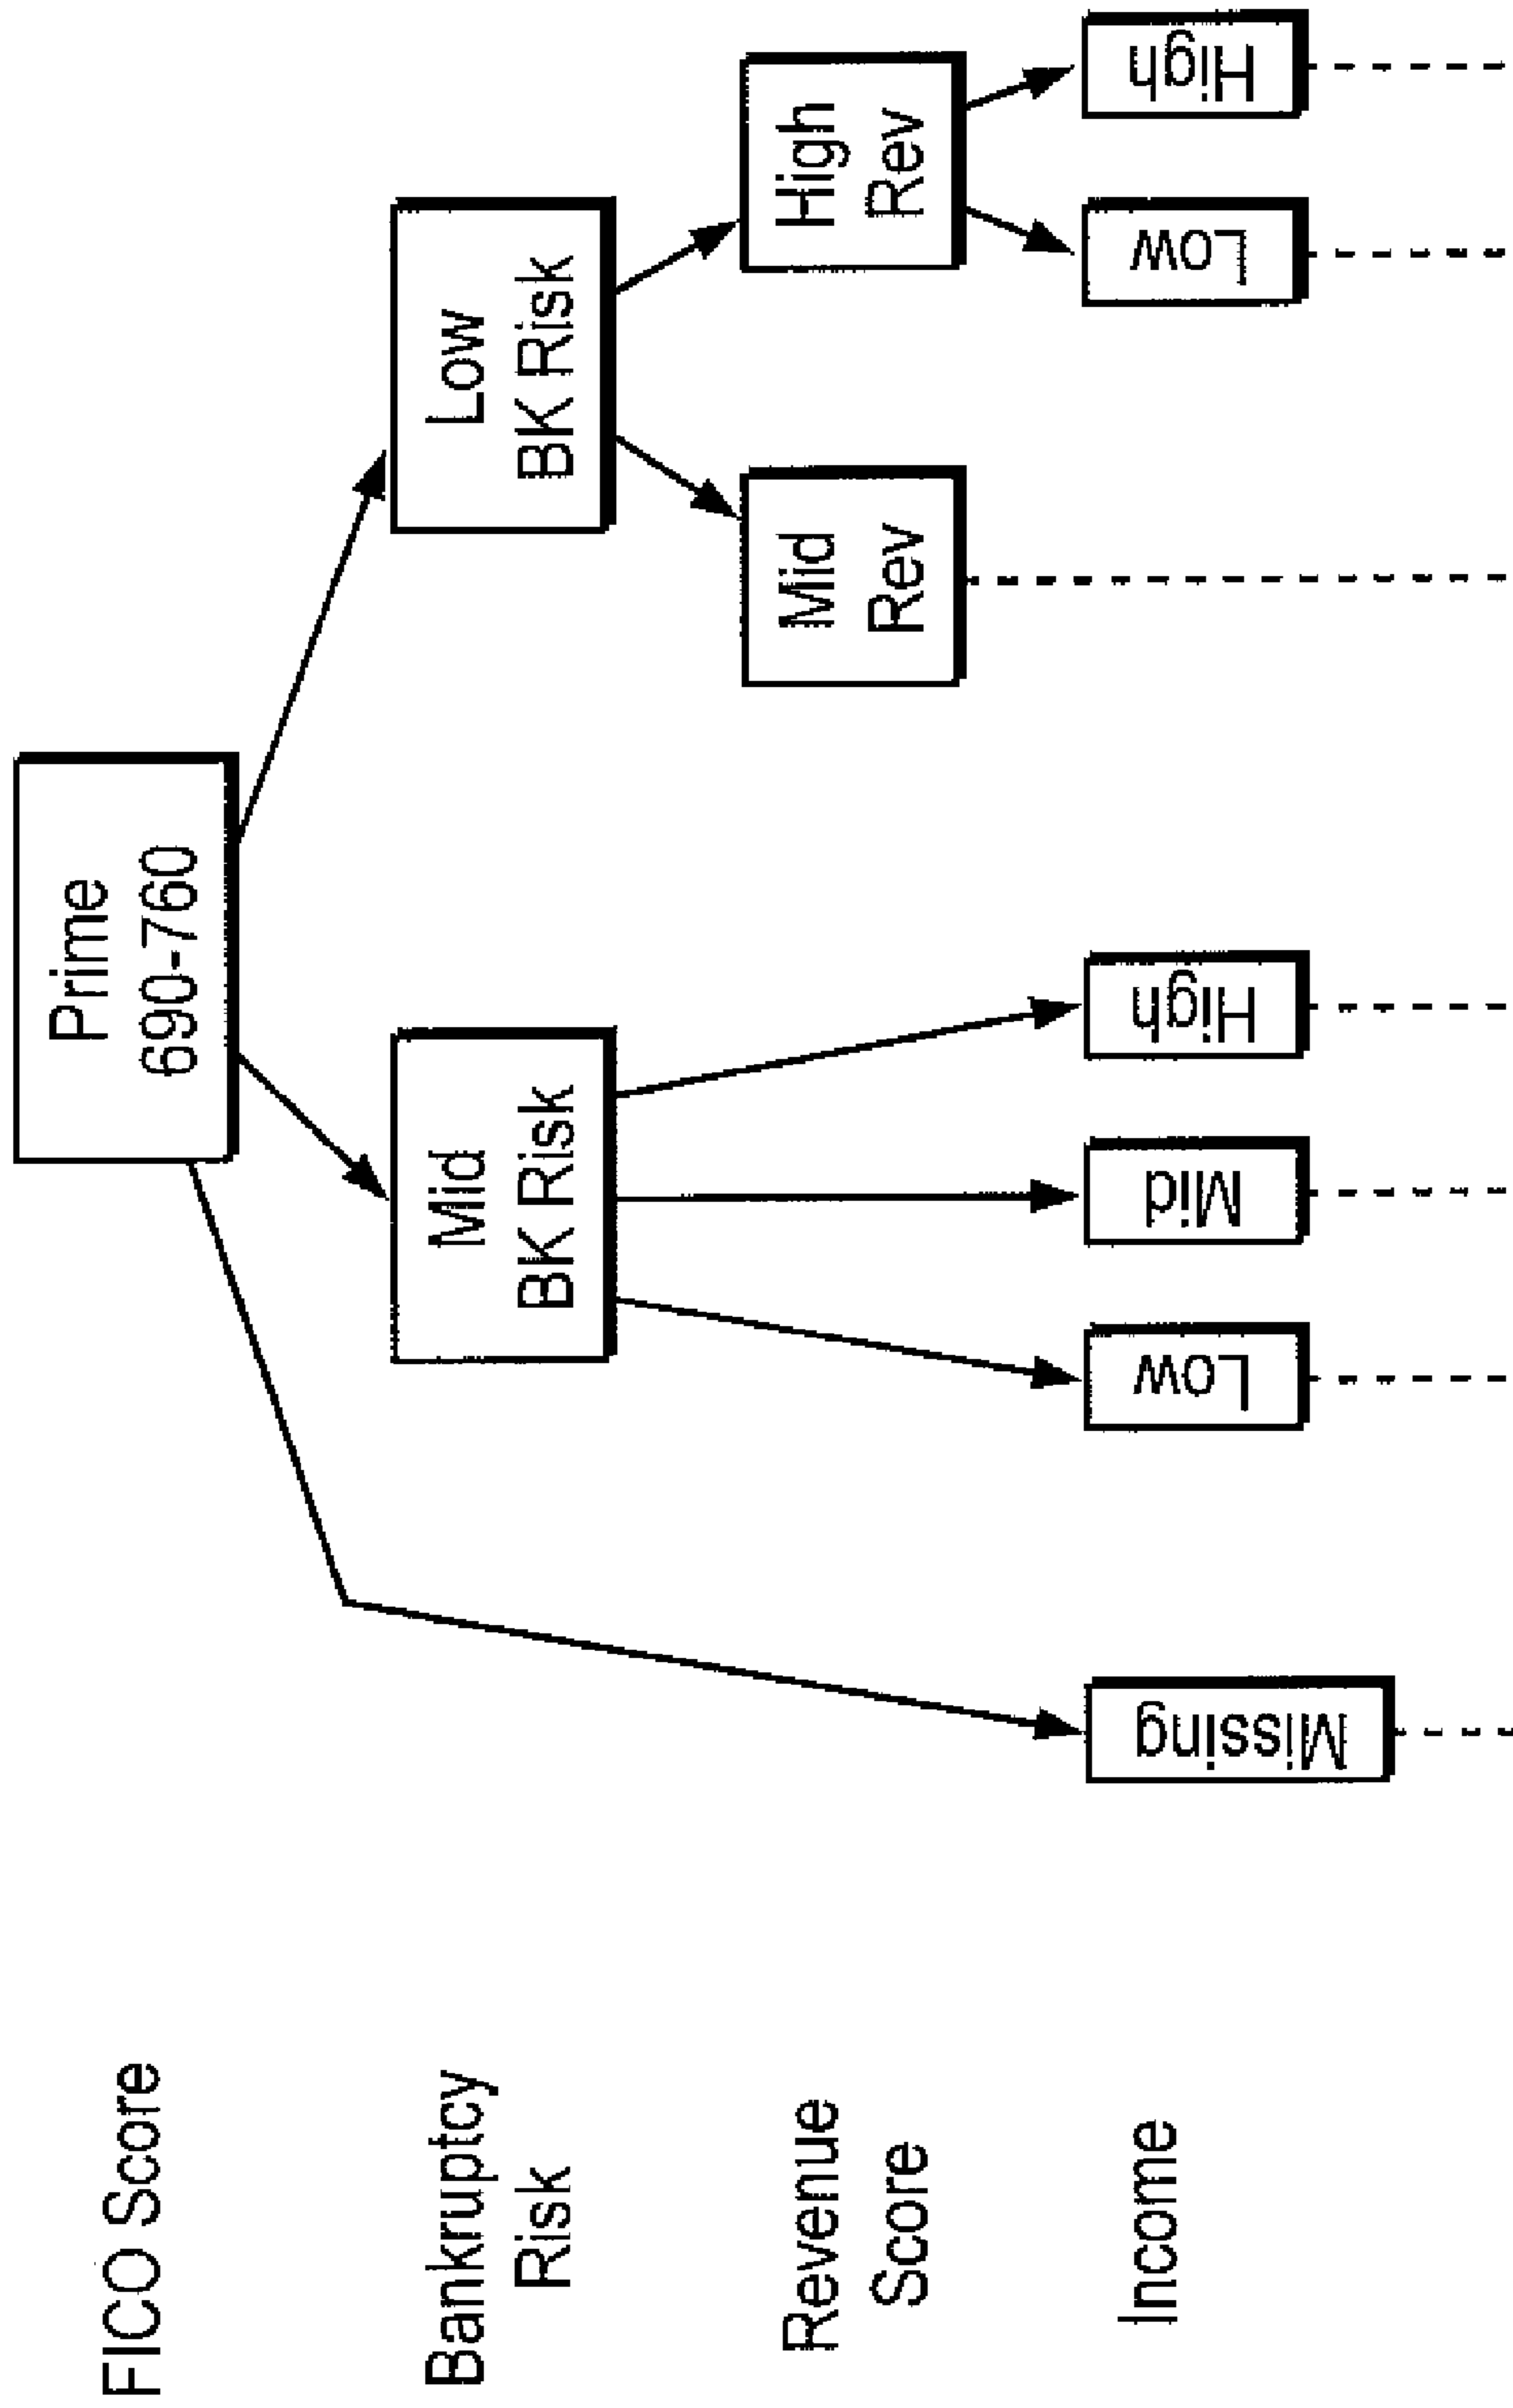 FICO Score
Prime
690-760
Bankruptcy
Risk
Mid
BK Risk
Low
BK Risk
Revenue
Score
Mid
Rev
High
Rev
Income
Missing
Low
Mid
High
Low
High